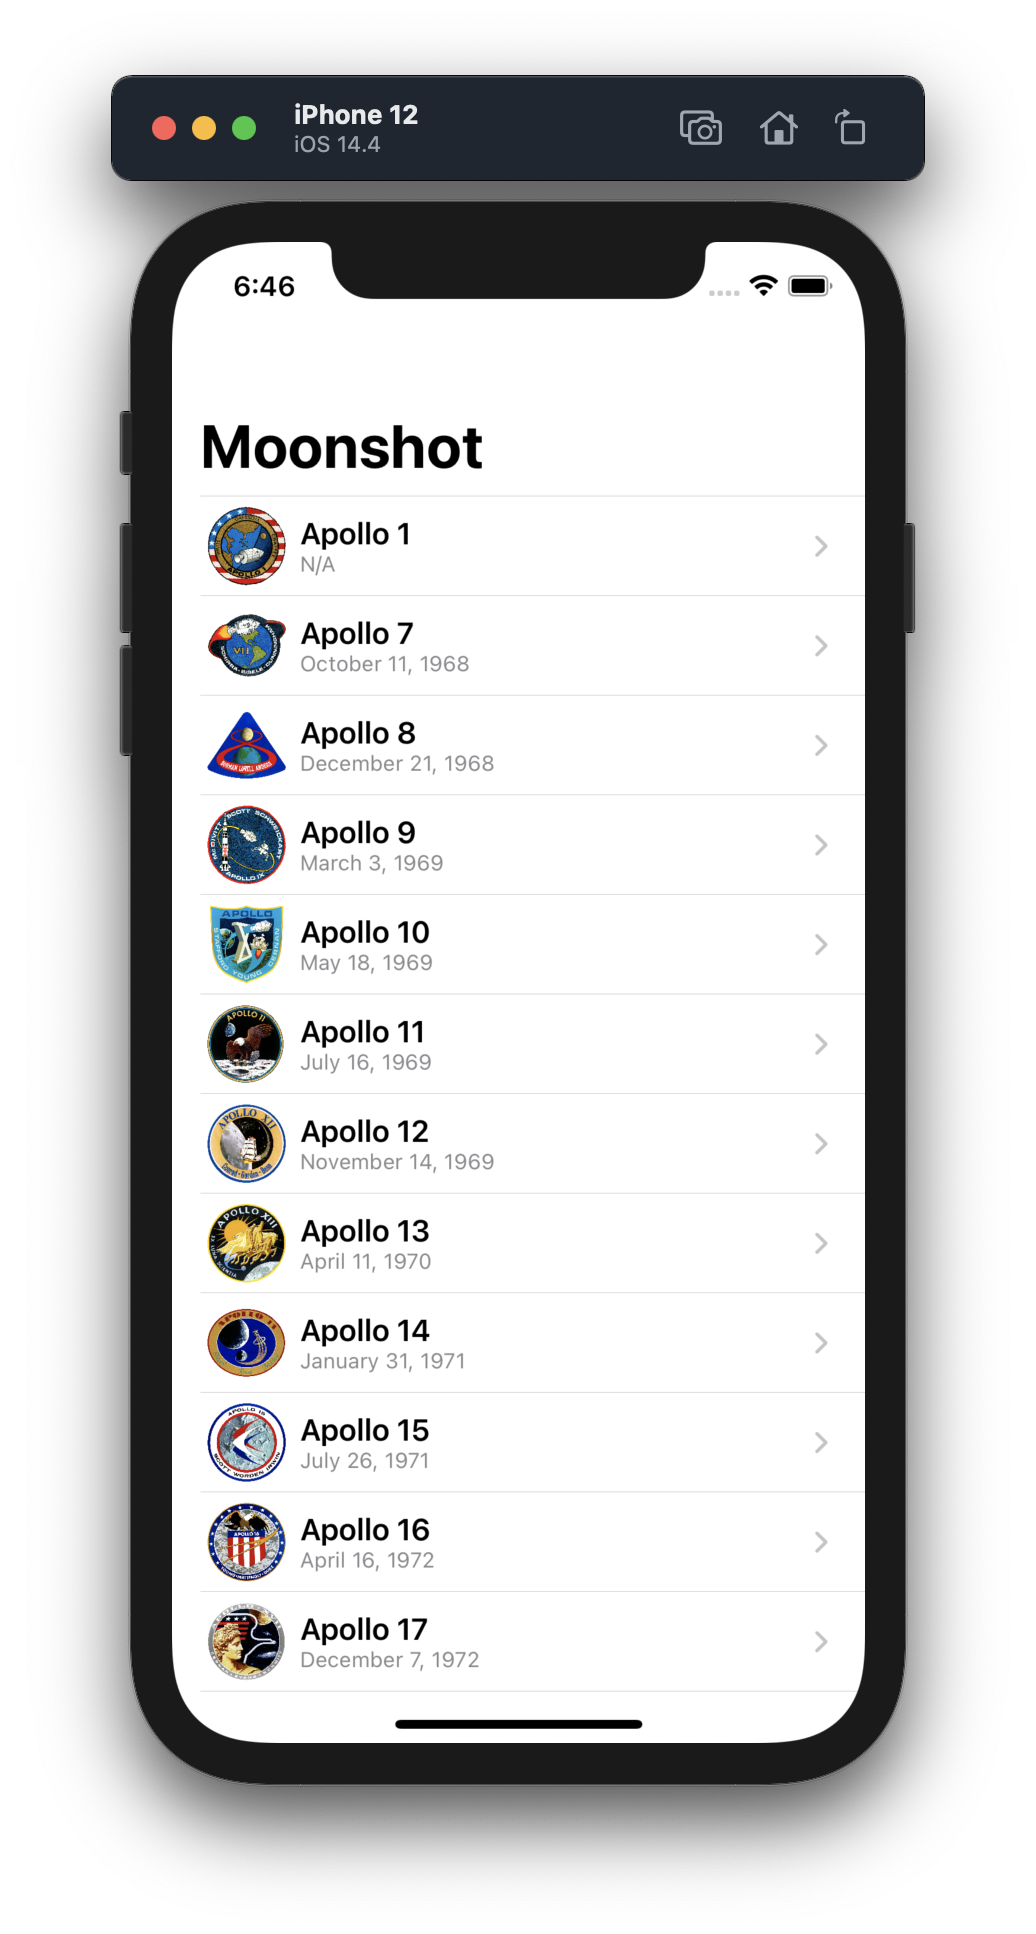 iPhone 12
iOS 14.4
6:46
Moonshot
Apollo 1
N/A
Apollo 7
October 11, 1968
Apollo 8
December 21, 1968
Apollo 9
March 3, 1969
Apollo 10
May 18, 1969
Apollo 11
July 16, 1969
Apollo 12
November 14, 1969
Apollo 13
April 11, 1970
Apollo 14
January 31, 1971
Apollo 15
July 26, 1971
Apollo 16
April 16, 1972
Apollo 17
December 7, 1972